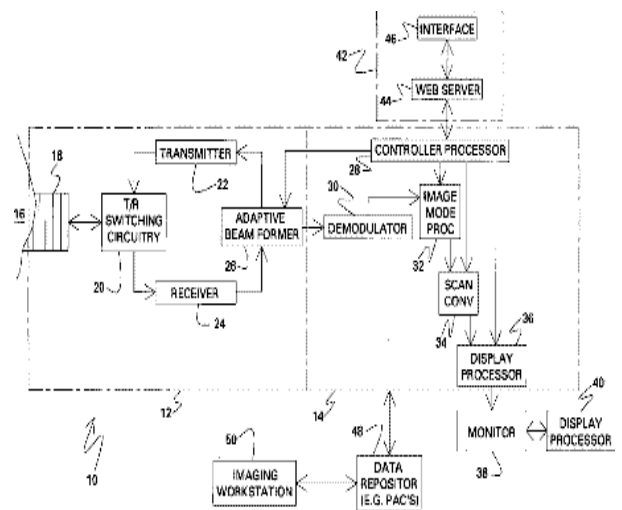 46
INTERFACE
42
44
WEB SERVER
TRANSMITTER
22
CONTROLLER PROCESSOR
28
18
16
T/R
SWITCHING
CIRCUITRY
20
ADAPTIVE
BEAM FORMER
26
30
DEMODULATOR
IMAGE
MODE
PROC
32
RECEIVER
24
SCAN
CONV
34
36
DISPLAY
PROCESSOR
12
14
40
10
50
IMAGING
WORKSTATION
48
DATA
REPOSITOR
(E.G. PAC'S)
MONITOR
38
DISPLAY
PROCESSOR